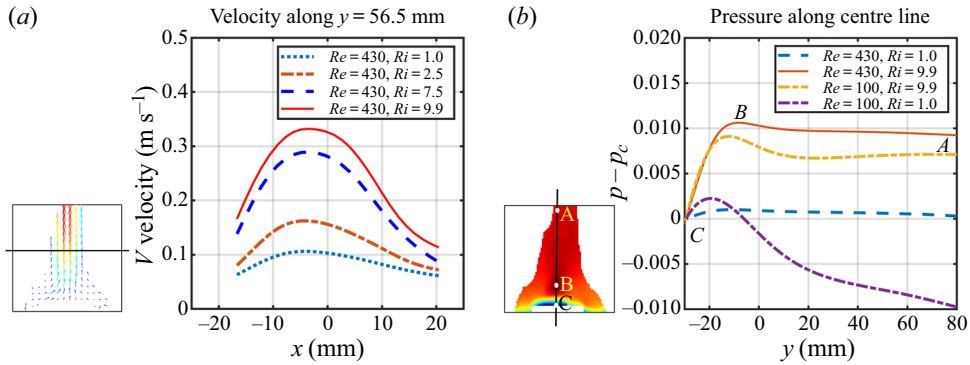 (a)
Velocity along y = 56.5 mm
0.5
0.4
0.3
0.2
0.1
0
V velocity (m s−1)
Re = 430, Ri = 1.0
Re = 430, Ri = 2.5
Re = 430, Ri = 7.5
Re = 430, Ri = 9.9
−20 −10 0 10 20
x (mm)
(b)
Pressure along centre line
0.020
0.015
0.010
0.005
0
−0.005
−0.010
p − pc
Re = 430, Ri = 1.0
Re = 430, Ri = 9.9
Re = 100, Ri = 9.9
Re = 100, Ri = 1.0
B
A
C
A
B
C
−20 0 20 40 60 80
y (mm)